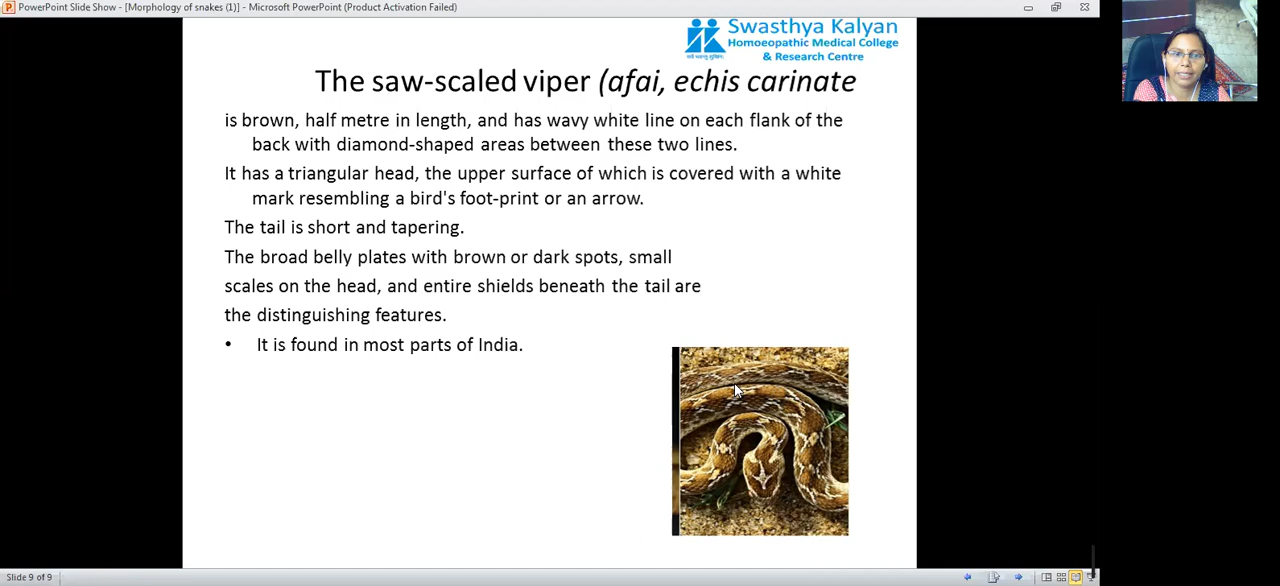 PowerPoint Slide Show - [Morphology of snakes (1)] - Microsoft PowerPoint (Product Activation Failed)
Swasthya Kalyan
Homoeopathic Medical College
& Research Centre
The saw-scaled viper (afai, echis carinate
is brown, half metre in length, and has wavy white line on each flank of the
back with diamond-shaped areas between these two lines.
It has a triangular head, the upper surface of which is covered with a white
mark resembling a bird's foot-print or an arrow.
The tail is short and tapering.
The broad belly plates with brown or dark spots, small
scales on the head, and entire shields beneath the tail are
the distinguishing features.
• It is found in most parts of India.
Slide 9 of 9